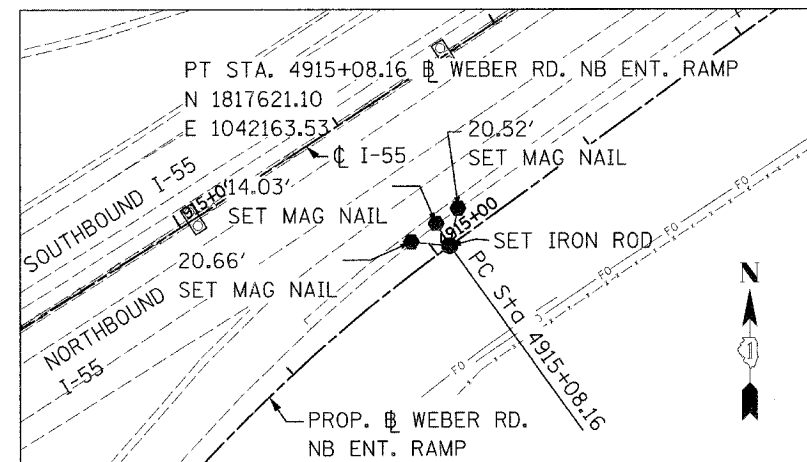 PT STA. 4915+08.16 ⅊ WEBER RD. NB ENT. RAMP
N 1817621.10
E 1042163.53
20.52'
SET MAG NAIL
℄ I-55
14.03'
SET MAG NAIL
SOUTHBOUND I-55
4915+00
SET IRON ROD
20.66'
SET MAG NAIL
NORTHBOUND
I-55
PC Sta 4915+08.16
FO
FO
FO
N
PROP. ⅊ WEBER RD.
NB ENT. RAMP